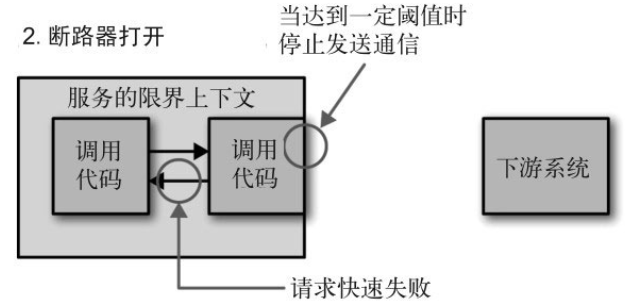 当达到一定阈值时
停止发送通信
2. 断路器打开
服务的限界上下文
调用
代码
调用
代码
下游系统
请求快速失败